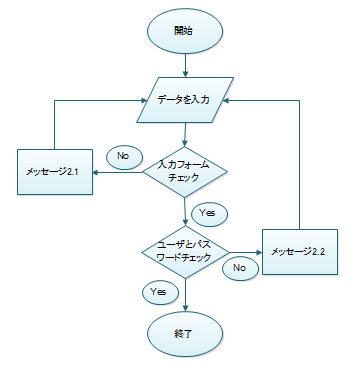 開始
データを入力
No
入力フォーム
チェック
メッセージ2.1
Yes
ユーザとパス
ワードチェック
メッセージ2.2
No
Yes
終了